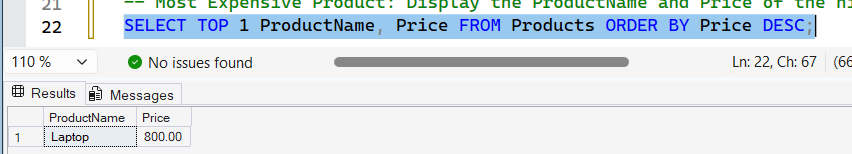 21
-- Most Expensive Product: Display the ProductName and Price of the
22 SELECT TOP 1 ProductName, Price FROM Products ORDER BY Price DESC;
110 % No issues found Ln: 22, Ch: 67 (66
Results Messages
ProductName Price
1 Laptop 800.00